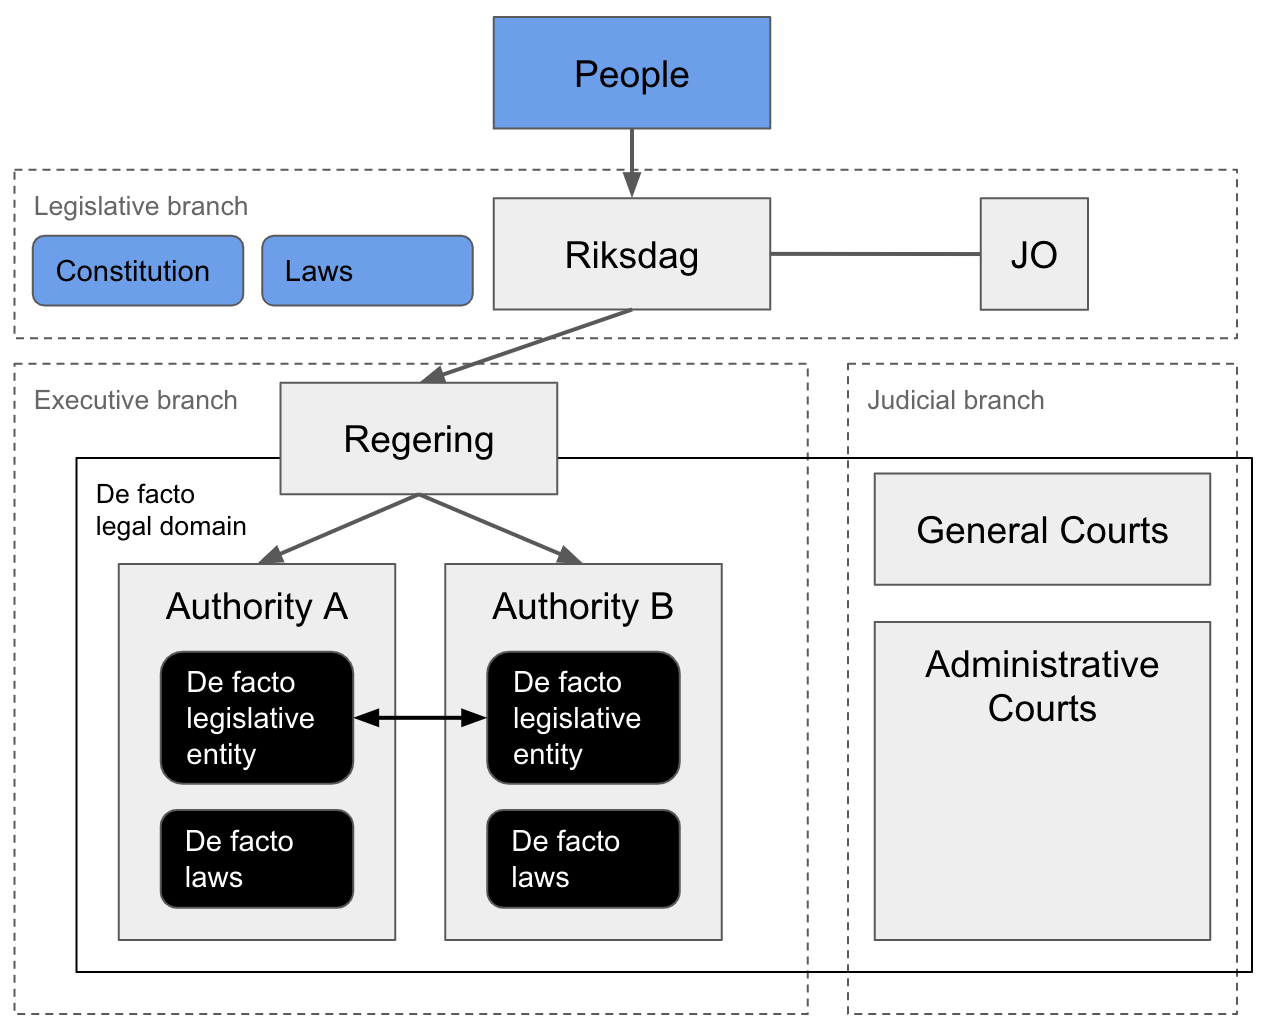 People
Legislative branch
Constitution
Laws
Riksdag
JO
Executive branch
Regering
Judicial branch
De facto
legal domain
General Courts
Authority A
De facto
legislative
entity
De facto
laws
Authority B
De facto
legislative
entity
De facto
laws
Administrative
Courts